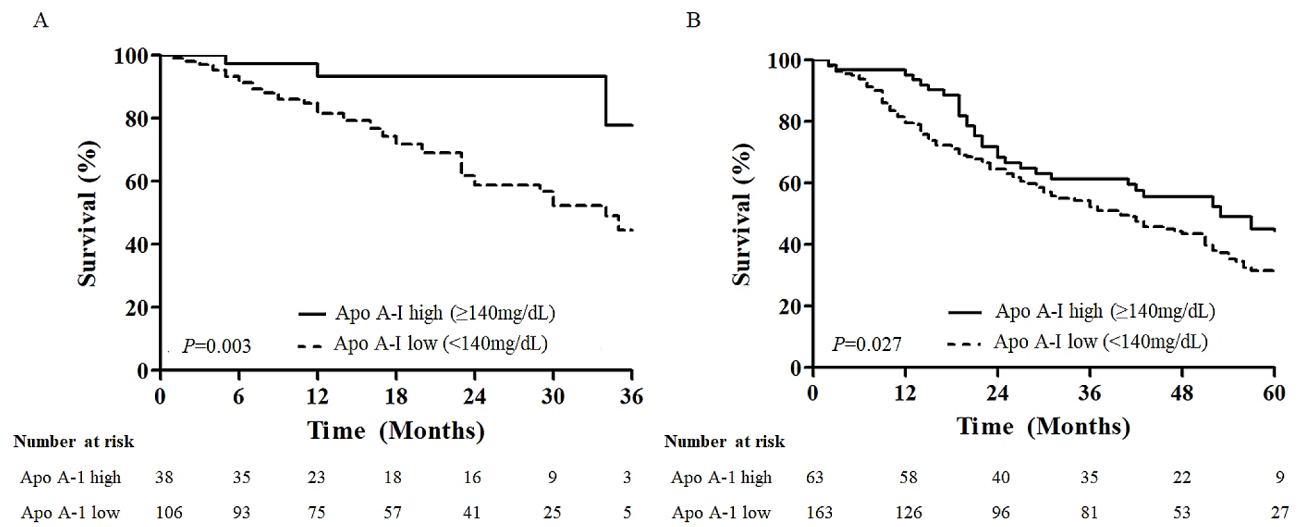 A
B
100
80
60
40
20
0
Survival (%)
Apo A-I high (≥140mg/dL)
Apo A-I low (<140mg/dL)
P=0.003
0 6 12 18 24 30 36
Time (Months)
Number at risk
Apo A-1 high 38 35 23 18 16 9 3
Apo A-1 low 106 93 75 57 41 25 5
100
80
60
40
20
0
Survival (%)
Apo A-I high (≥140mg/dL)
Apo A-I low (<140mg/dL)
P=0.027
0 12 24 36 48 60
Time (Months)
Number at risk
Apo A-1 high 63 58 40 35 22 9
Apo A-1 low 163 126 96 81 53 27